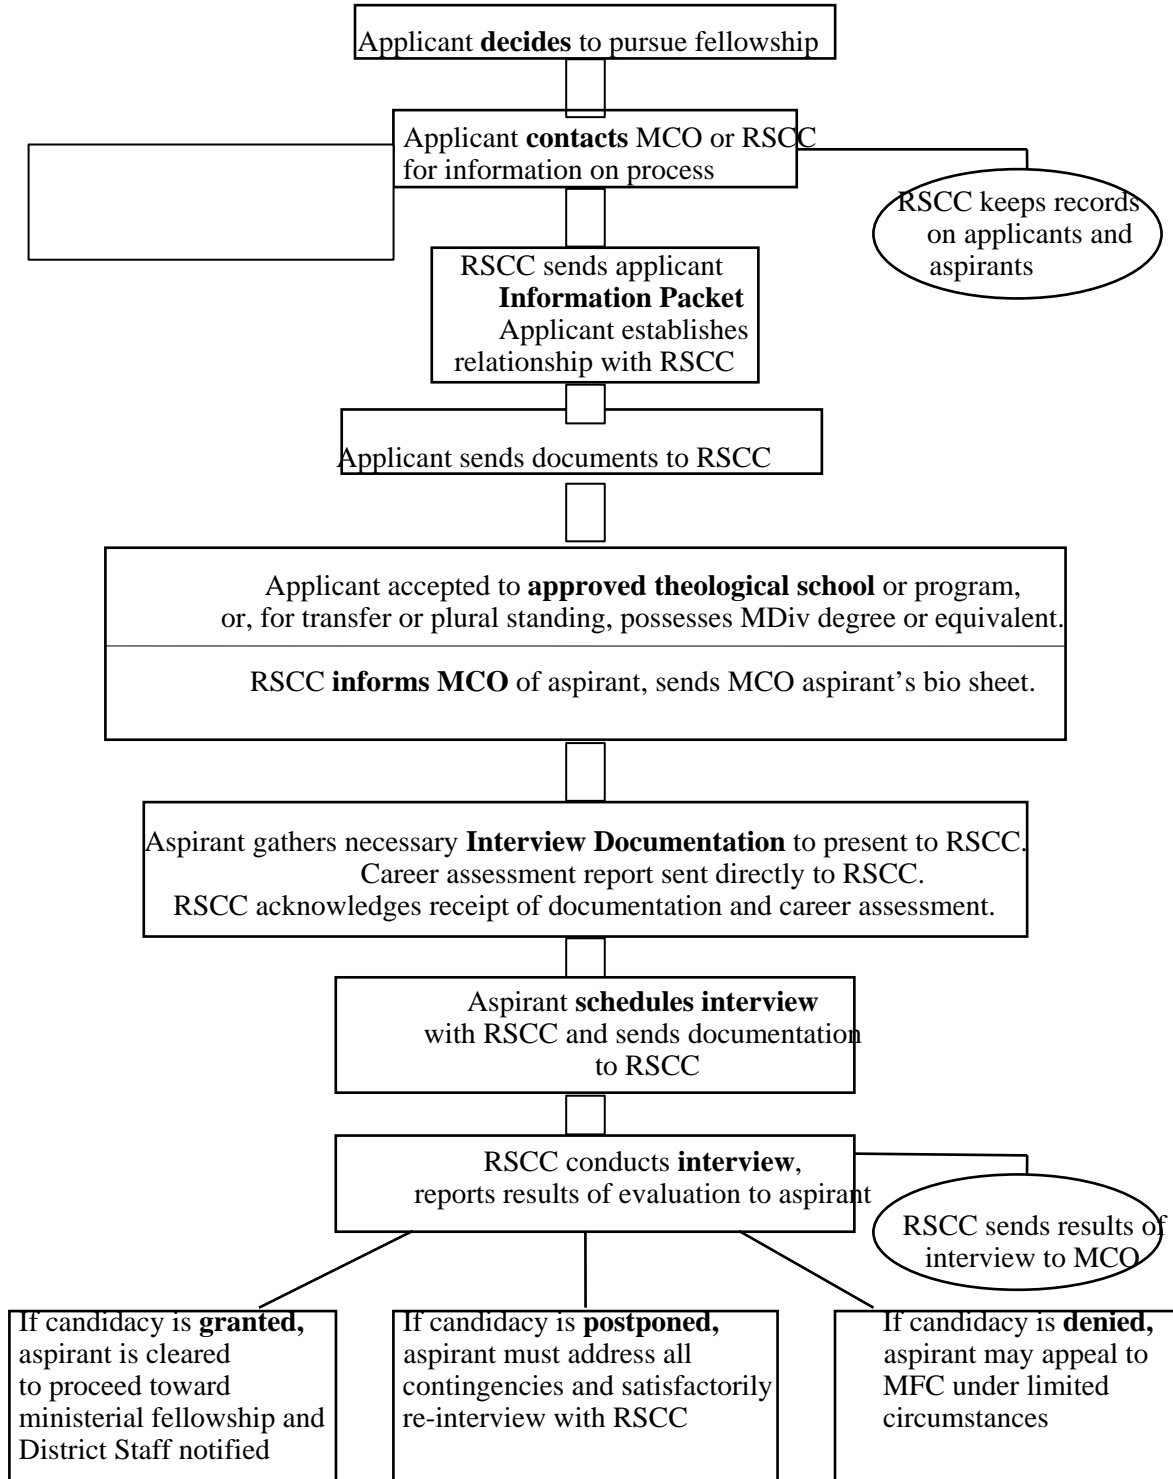 Applicant decides to pursue fellowship
Applicant contacts MCO or RSCC
for information on process
RSCC keeps records
on applicants and
aspirants
RSCC sends applicant
Information Packet
Applicant establishes
relationship with RSCC
Applicant sends documents to RSCC
Applicant accepted to approved theological school or program,
or, for transfer or plural standing, possesses MDiv degree or equivalent.
RSCC informs MCO of aspirant, sends MCO aspirant’s bio sheet.
Aspirant gathers necessary Interview Documentation to present to RSCC.
Career assessment report sent directly to RSCC.
RSCC acknowledges receipt of documentation and career assessment.
Aspirant schedules interview
with RSCC and sends documentation
to RSCC
RSCC conducts interview,
reports results of evaluation to aspirant
RSCC sends results of
interview to MCO
If candidacy is granted,
aspirant is cleared
to proceed toward
ministerial fellowship and
District Staff notified
If candidacy is postponed,
aspirant must address all
contingencies and satisfactorily
re-interview with RSCC
If candidacy is denied,
aspirant may appeal to
MFC under limited
circumstances